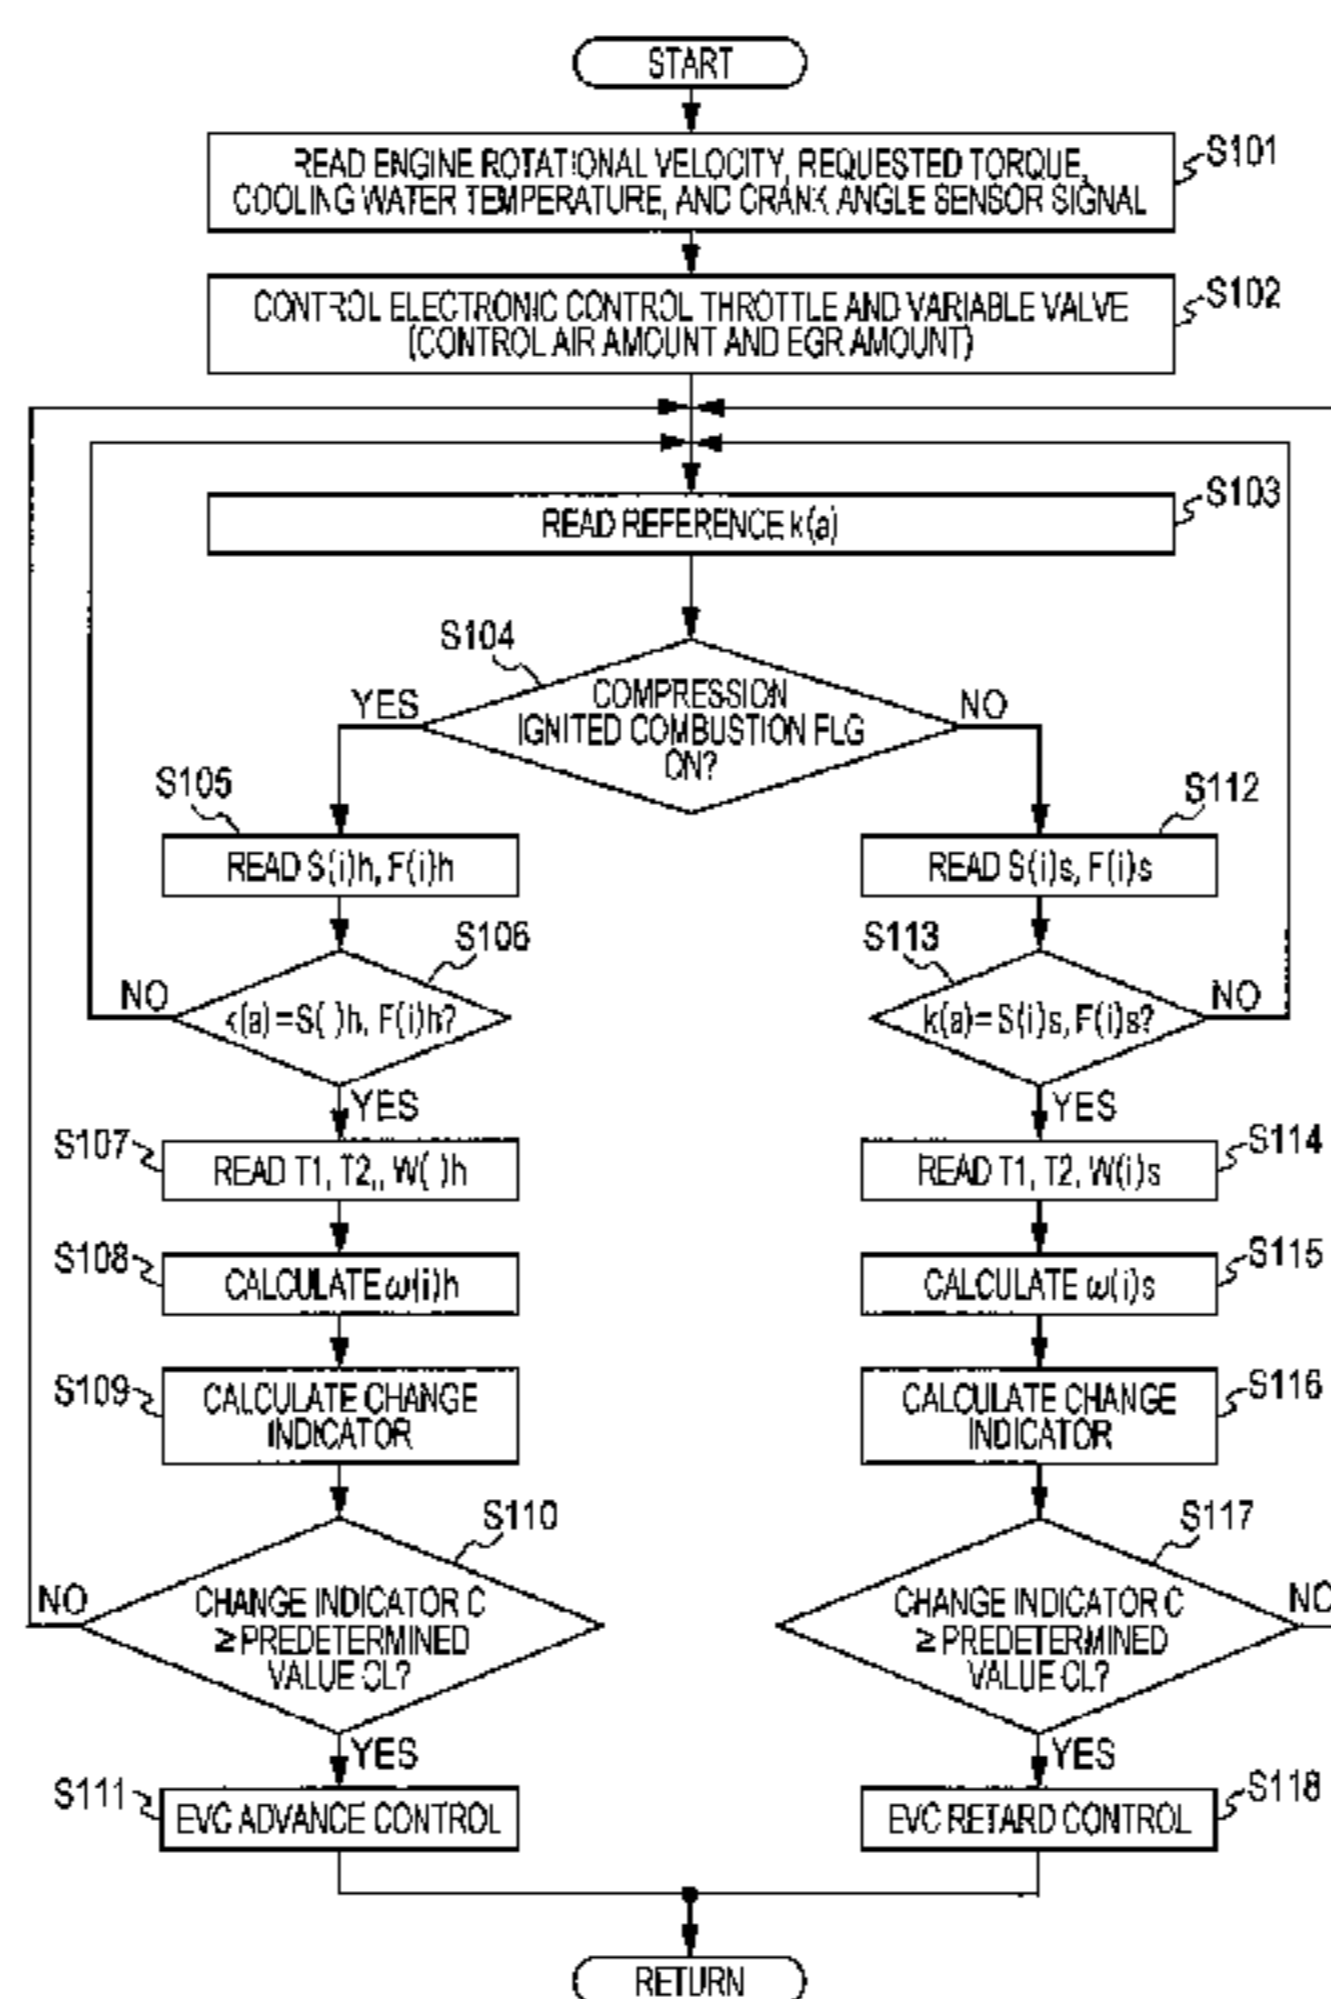 START
READ ENGINE ROTATIONAL VELOCITY, REQUESTED TORQUE,
COOLING WATER TEMPERATURE, AND CRANK ANGLE SENSOR SIGNAL
S101
CONTROL ELECTRONIC CONTROL THROTTLE AND VARIABLE VALVE
(CONTROL AIR AMOUNT AND EGR AMOUNT)
S102
READ REFERENCE k(a)
S103
S104
COMPRESSION
IGNITED COMBUSTION FLG
ON?
YES
NO
S105
READ S(i)h, F(i)h
S112
READ S(i)s, F(i)s
S106
k(a)=S( )h, F(i)h?
NO
YES
S113
k(a)=S(i)s, F(i)s?
NO
YES
S107
READ T1, T2,, W( )h
READ T1, T2, W(i)s
S114
S108
CALCULATE ω(i)h
CALCULATE ω(i)s
S115
S109
CALCULATE CHANGE
INDICATOR
CALCULATE CHANGE
INDICATOR
S116
S110
CHANGE INDICATOR C
≥ PREDETERMINED
VALUE CL?
NO
YES
S117
CHANGE INDICATOR C
≥ PREDETERMINED
VALUE CL?
NO
YES
S111
EVC ADVANCE CONTROL
EVC RETARD CONTROL
S118
RETURN